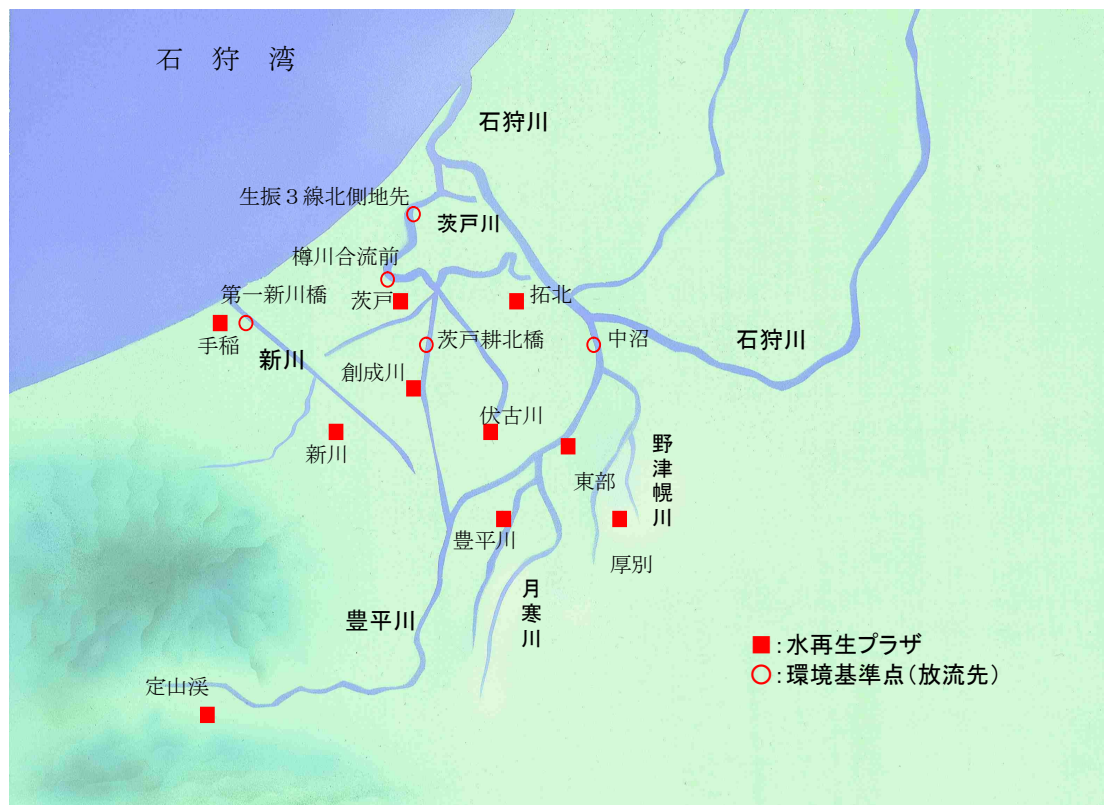 石狩湾
石狩川
生振３線北側地先
茨戸川
樽川合流前
第一新川橋
茨戸
拓北
手稲
新川
茨戸耕北橋
中沼
石狩川
創成川
伏古川
新川
東部
野津幌川
豊平川
厚別
月寒川
豊平川
:水再生プラザ
:環境基準点(放流先)
定山渓